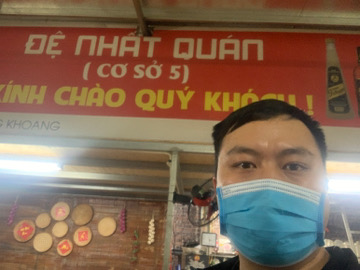 ĐỆ NHẤT QUÁN
( CƠ SỞ 5 )
KÍNH CHÀO QUÝ KHÁCH !
KHOANG